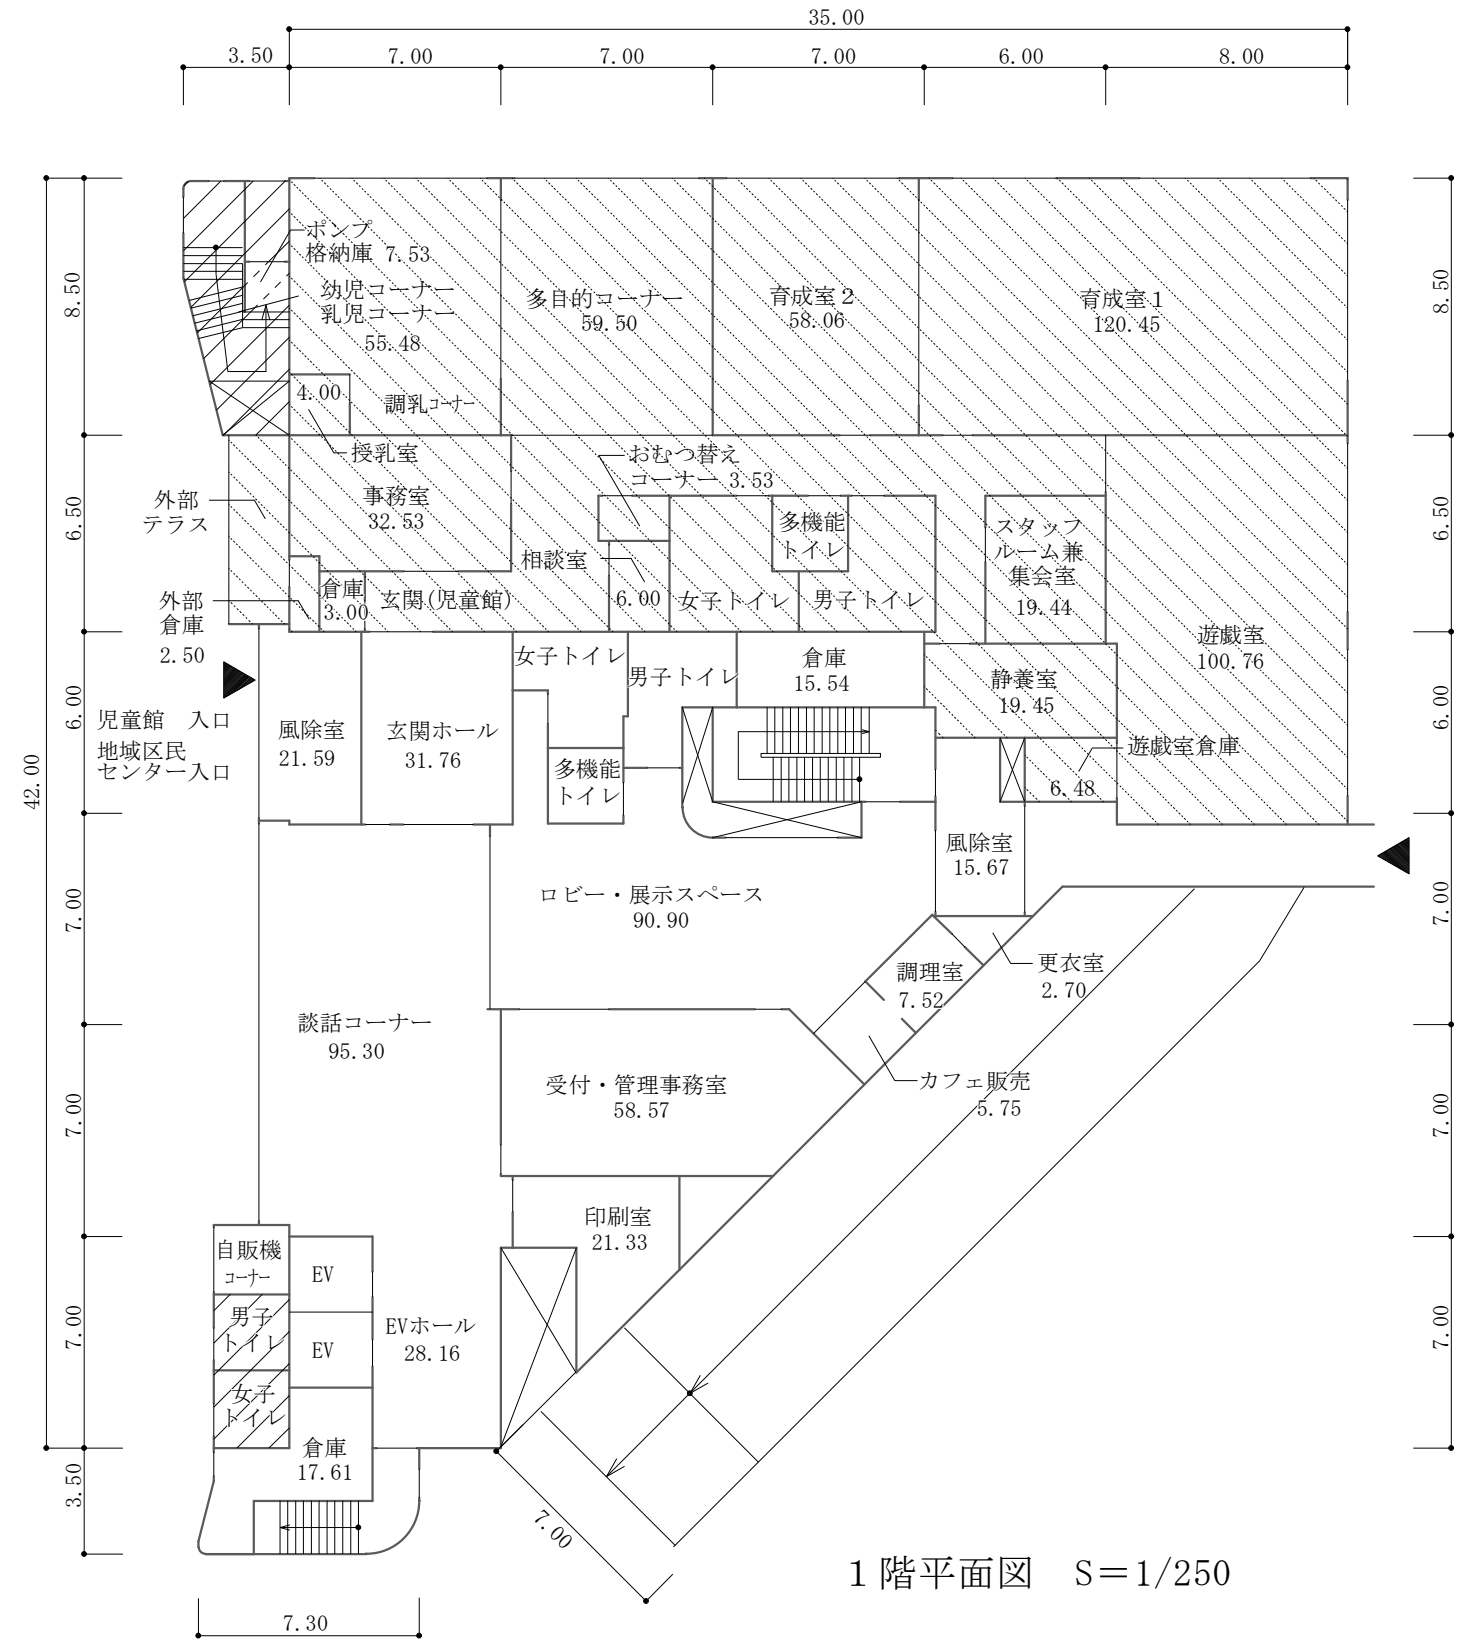 35.00
3.50
7.00
7.00
7.00
6.00
8.00
ポンプ
格納庫 7.53
幼児コーナー
乳児コーナー
55.48
多目的コーナー
59.50
育成室2
58.06
育成室1
120.45
8.50
8.50
4.00
調乳コーナー
授乳室
事務室
32.53
おむつ替え
コーナー 3.53
外部
テラス
多機能
トイレ
スタッフ
ルーム兼
集会室
19.44
相談室
6.50
6.50
外部
倉庫
2.50
倉庫
3.00
玄関(児童館)
6.00
女子トイレ
男子トイレ
遊戯室
100.76
女子トイレ
男子トイレ
倉庫
15.54
静養室
19.45
児童館 入口
地域区民
センター入口
風除室
21.59
玄関ホール
31.76
多機能
トイレ
遊戯室倉庫
6.48
6.00
6.00
42.00
風除室
15.67
ロビー・展示スペース
90.90
7.00
7.00
調理室
7.52
更衣室
2.70
談話コーナー
95.30
受付・管理事務室
58.57
カフェ販売
5.75
7.00
7.00
印刷室
21.33
自販機
コーナー
EV
男子
トイレ
EV
EVホール
28.16
女子
トイレ
7.00
7.00
倉庫
17.61
3.50
7.00
7.30
1階平面図 S=1/250